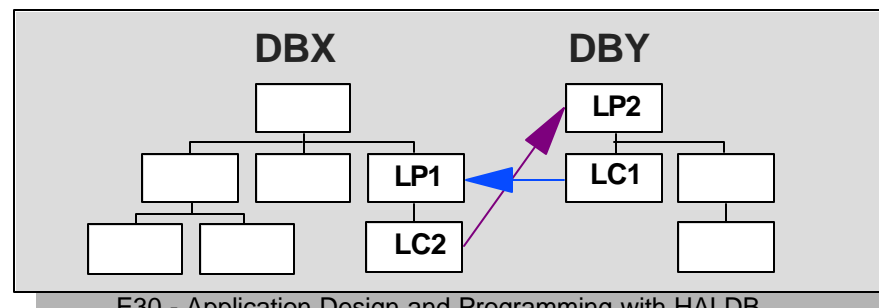 DBX DBY
LP2
LP1 LC1
LC2
E30 - Application Design and Programming with HALDB